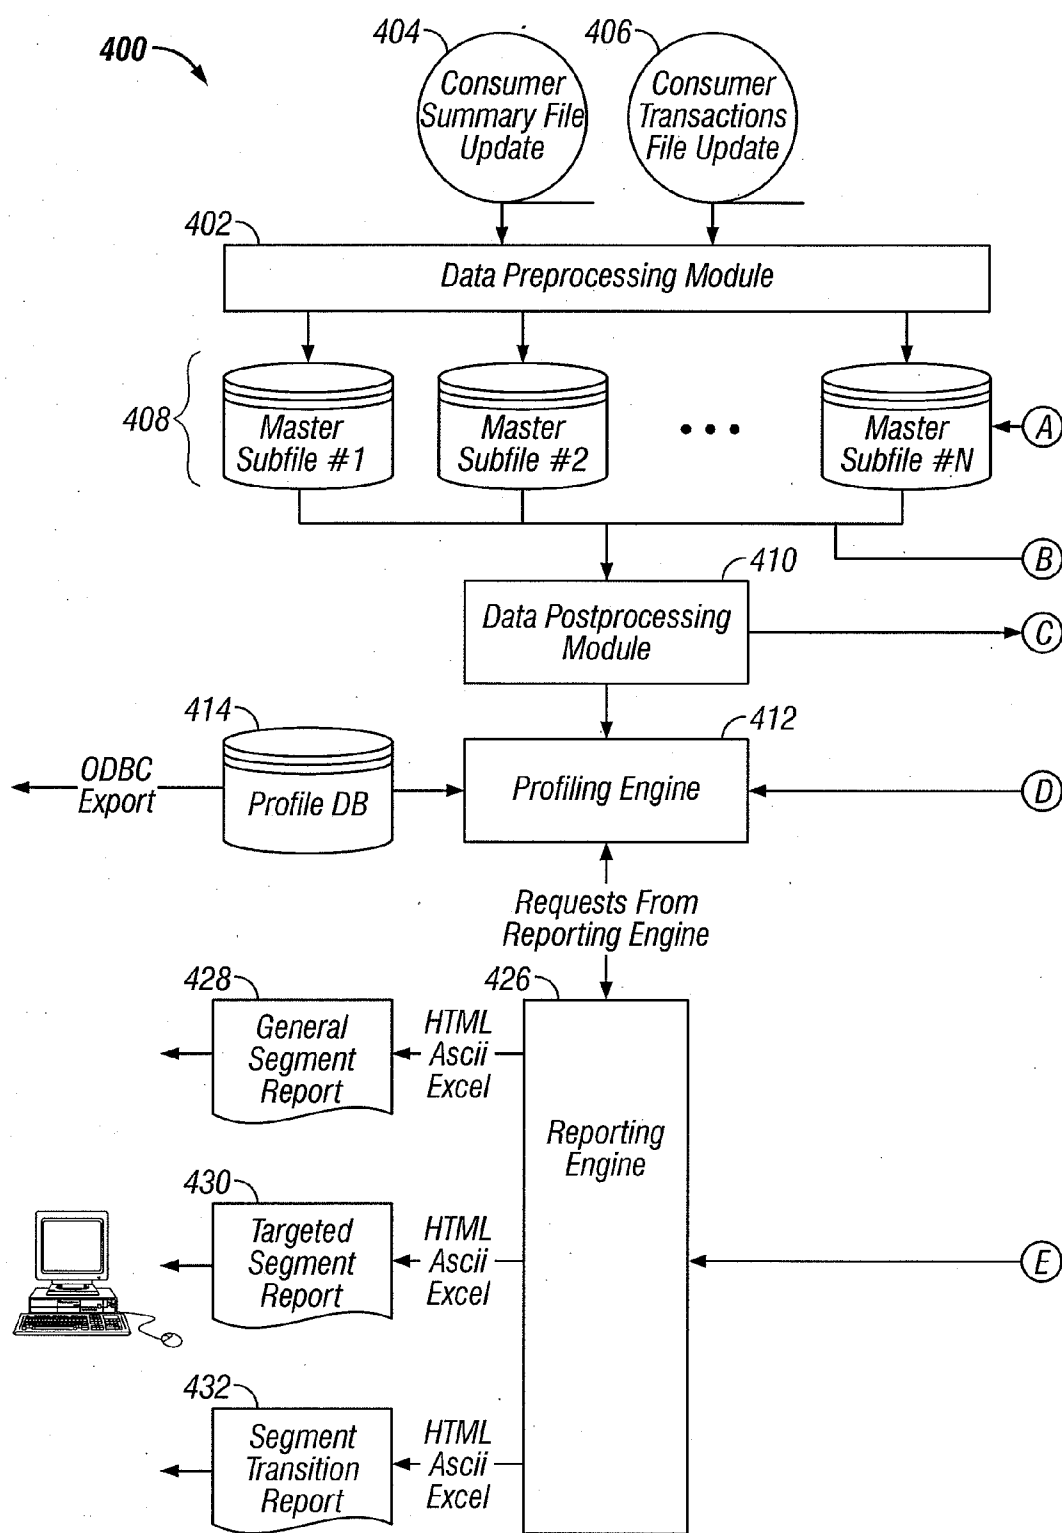 400
404
406
Consumer
Summary File
Update
Consumer
Transactions
File Update
402
Data Preprocessing Module
408
Master
Subfile #1
Master
Subfile #2
• • •
Master
Subfile #N
A
B
410
Data Postprocessing
Module
C
414
412
ODBC
Export
Profile DB
Profiling Engine
D
Requests From
Reporting Engine
428
426
General
Segment
Report
HTML
Ascii
Excel
Reporting
Engine
430
Targeted
Segment
Report
HTML
Ascii
Excel
E
432
Segment
Transition
Report
HTML
Ascii
Excel